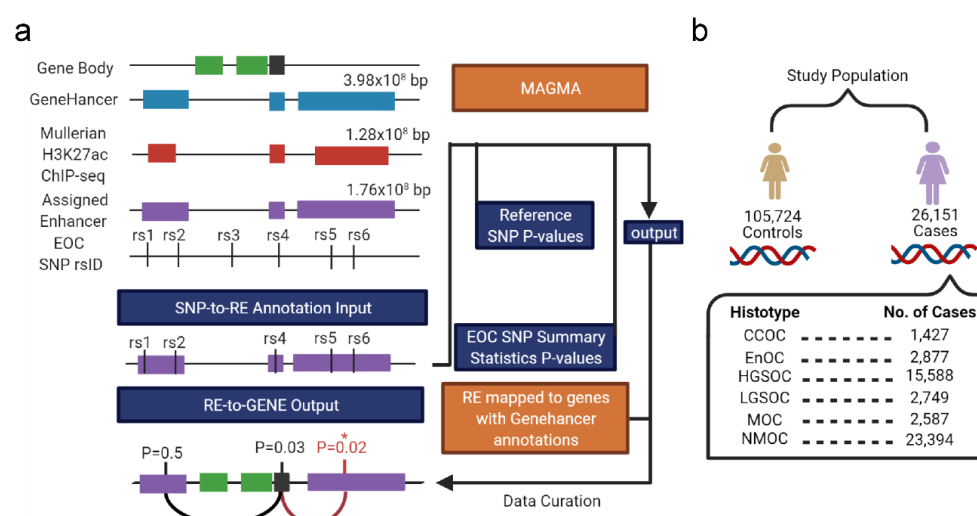 a
Gene Body
3.98x10⁸ bp
GeneHancer
Mullerian
H3K27ac
ChIP-seq
1.28x10⁸ bp
Assigned
Enhancer
1.76x10⁸ bp
EOC
SNP rsID
rs1 rs2 rs3 rs4 rs5 rs6
SNP-to-RE Annotation Input
rs1 rs2 rs4 rs5 rs6
RE-to-GENE Output
P=0.5 P=0.03 P=0.02
*
MAGMA
Reference
SNP P-values
output
EOC SNP Summary
Statistics P-values
RE mapped to genes
with Genehancer
annotations
Data Curation
b
Study Population
105,724
Controls
26,151
Cases
Histotype No. of Cases
CCOC 1,427
EnOC 2,877
HGSOC 15,588
LGSOC 2,749
MOC 2,587
NMOC 23,394